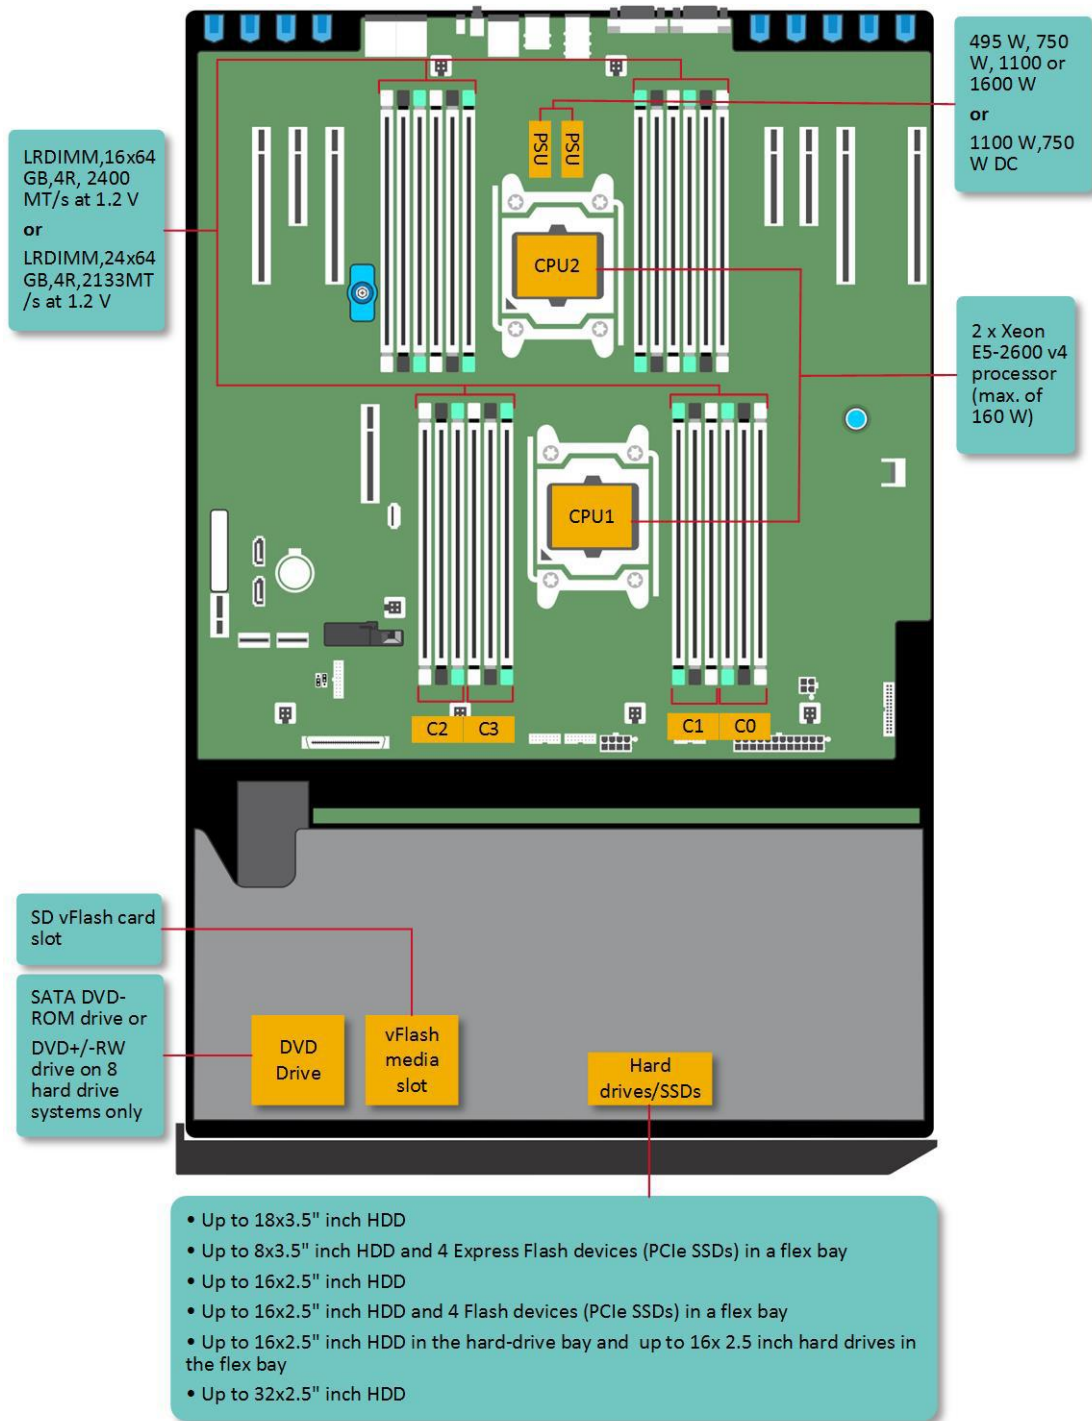 495 W, 750
W, 1100 or
1600 W
or
1100 W,750
W DC
LRDIMM,16x64
GB,4R, 2400
MT/s at 1.2 V
or
LRDIMM,24x64
GB,4R,2133MT
/s at 1.2 V
PSU
PSU
CPU2
2 x Xeon
E5-2600 v4
processor
(max. of
160 W)
CPU1
C2
C3
C1
C0
SD vFlash card
slot
SATA DVD-
ROM drive or
DVD+/-RW
drive on 8
hard drive
systems only
DVD
Drive
vFlash
media
slot
Hard
drives/SSDs
• Up to 18x3.5" inch HDD
• Up to 8x3.5" inch HDD and 4 Express Flash devices (PCIe SSDs) in a flex bay
• Up to 16x2.5" inch HDD
• Up to 16x2.5" inch HDD and 4 Flash devices (PCIe SSDs) in a flex bay
• Up to 16x2.5" inch HDD in the hard-drive bay and up to 16x 2.5 inch hard drives in
the flex bay
• Up to 32x2.5" inch HDD